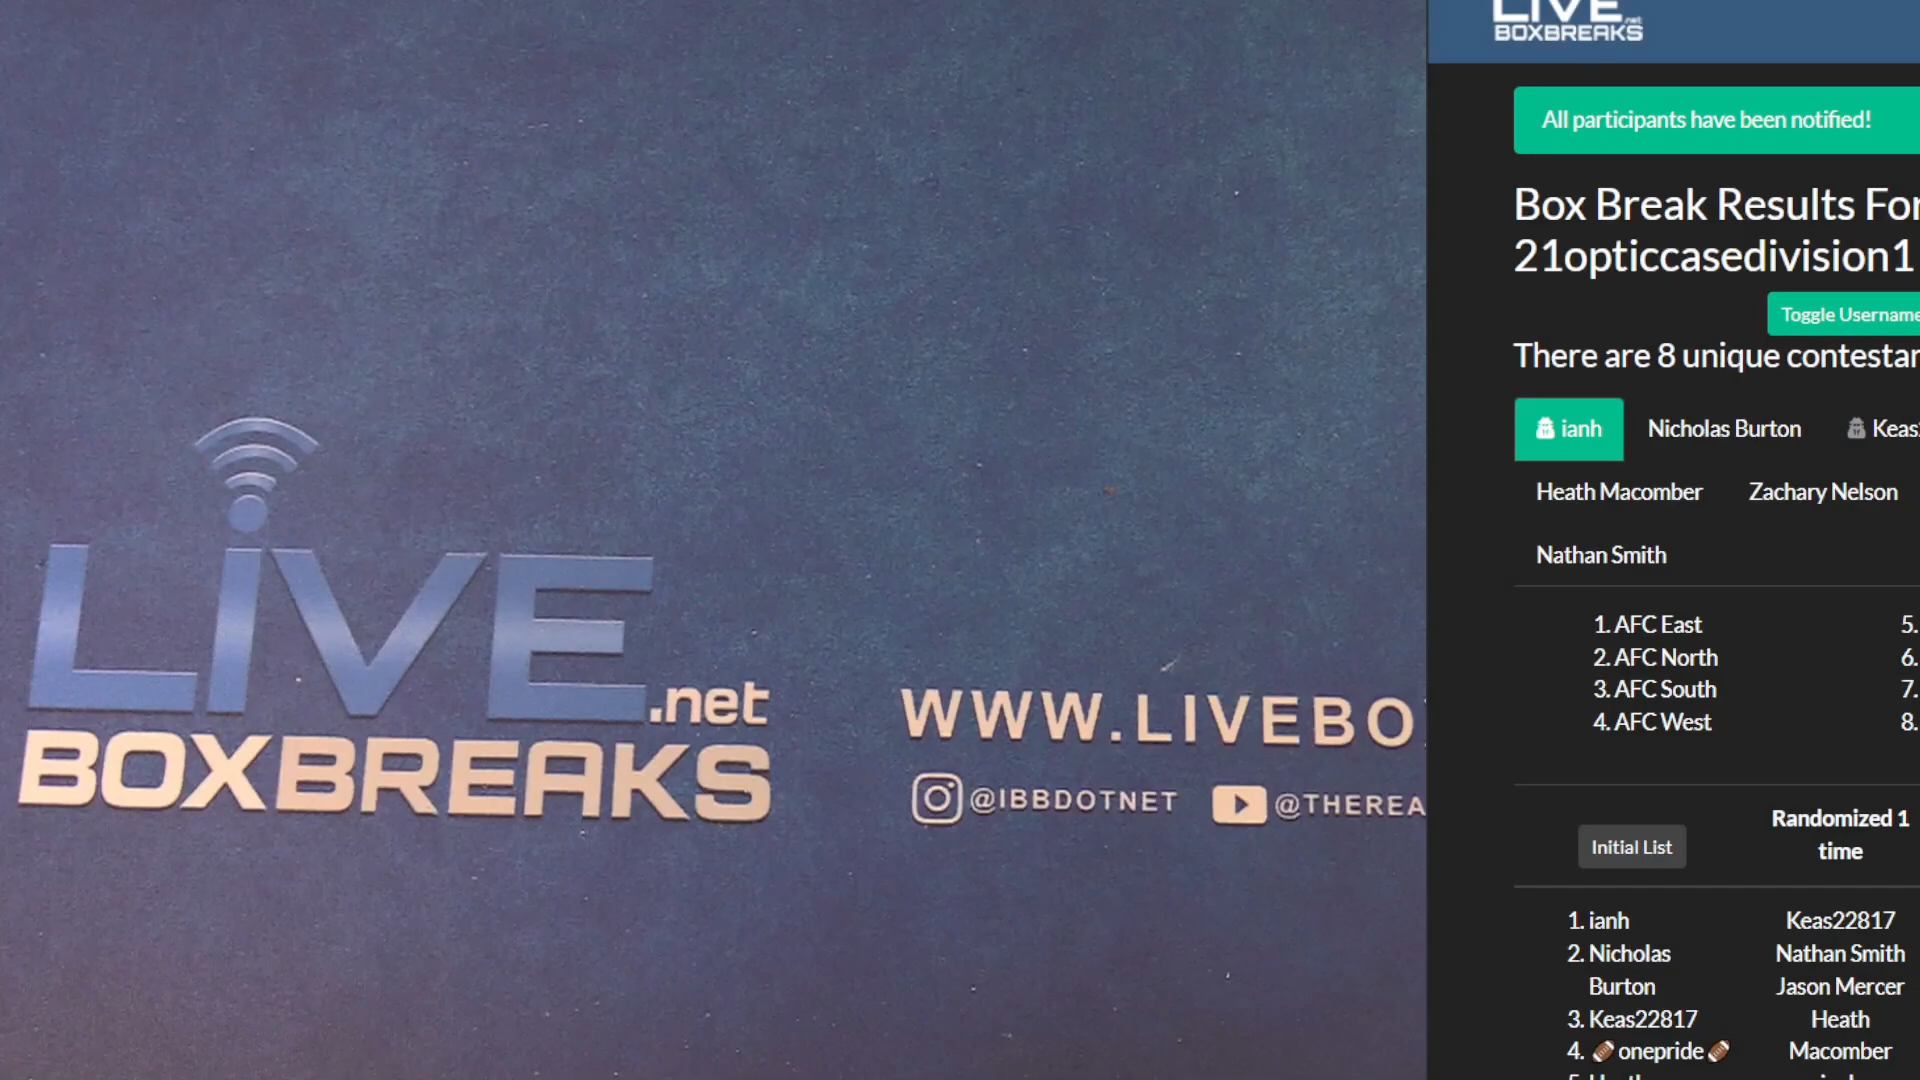 LIVE.net
BOXBREAKS
WWW.LIVEBO
@IBBDOTNET @THEREA
LIVE.net
BOXBREAKS
All participants have been notified!
Box Break Results For
21opticcasedivision1
Toggle Username
There are 8 unique contestan
ianh Nicholas Burton Keas2
Heath Macomber Zachary Nelson
Nathan Smith
1. AFC East 5.
2. AFC North 6.
3. AFC South 7.
4. AFC West 8.
Initial List Randomized 1
time
1. ianh Keas22817
2. Nicholas Nathan Smith
Burton Jason Mercer
3. Keas22817 Heath
4. 🏈 onepride 🏈 Macomber